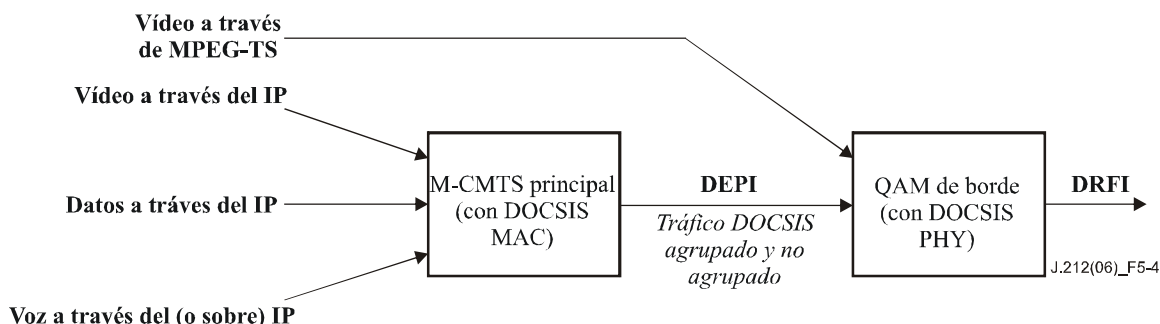 Vídeo a través
de MPEG-TS
Vídeo a través del IP
Datos a tráves del IP
Voz a través del (o sobre) IP
M-CMTS principal
(con DOCSIS
MAC)
DEPI
Tráfico DOCSIS
agrupado y no
agrupado
QAM de borde
(con DOCSIS
PHY)
DRFI
J.212(06)_F5-4